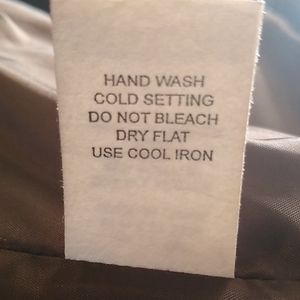 HAND WASH
COLD SETTING
DO NOT BLEACH
DRY FLAT
USE COOL IRON